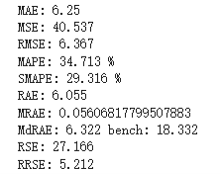 MAE: 6.25
MSE: 40.537
RMSE: 6.367
MAPE: 34.713 %
SMAPE: 29.316 %
RAE: 6.055
MRAE: 0.05606817799507883
MdRAE: 6.322 bench: 18.332
RSE: 27.166
RRSE: 5.212